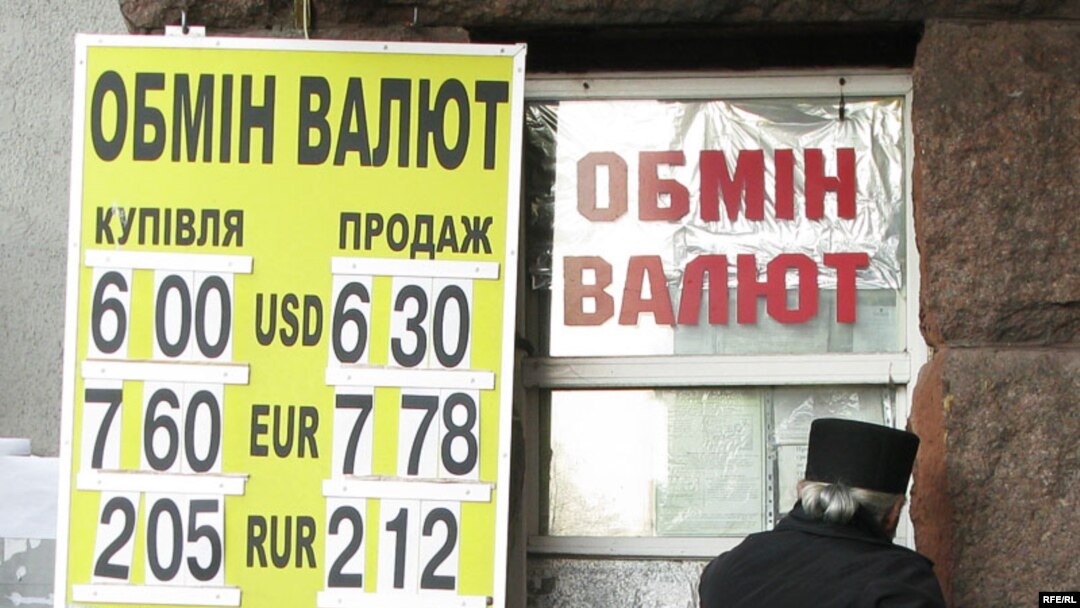 ОБМІН ВАЛЮТ
КУПІВЛЯ ПРОДАЖ
6 00 USD 6 30
7 60 EUR 7 78
2 05 RUR 2 12
ОБМІН
ВАЛЮТ
RFE/RL